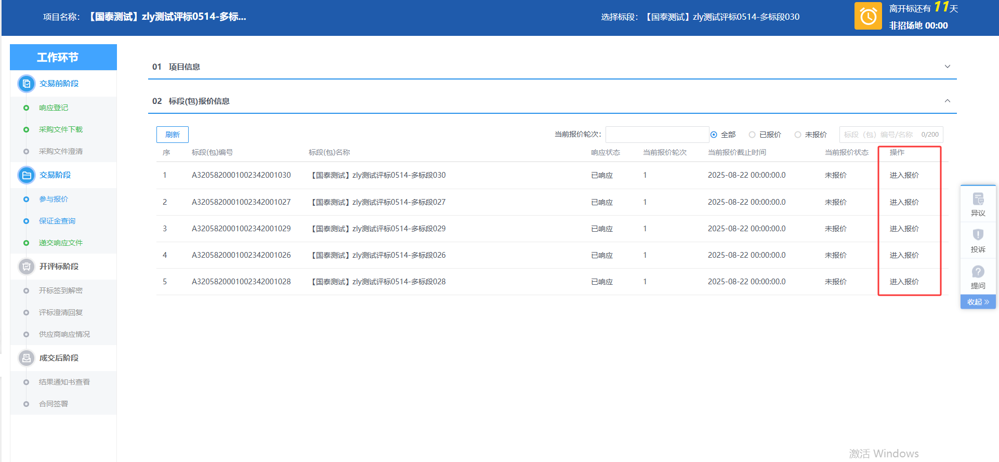 项目名称： 【国泰测试】zly测试评标0514-多标...
选择标段： 【国泰测试】zly测试评标0514-多标段030
离开标还有 11天
非招场地 00:00
工作环节
交易前阶段
响应登记
采购文件下载
采购文件澄清
交易阶段
参与报价
保证金查询
递交响应文件
开评标阶段
开标签到解密
评标澄清回复
供应商响应情况
成交后阶段
结果通知书查看
合同签署
01 项目信息
02 标段(包)报价信息
刷新 当前报价轮次： 全部 已报价 未报价 标段（包）编号/名称 0/200
序 标段(包)编号 标段(包)名称 响应状态 当前报价轮次 当前报价截止时间 当前报价状态 操作
1 A3205820001002342001030 【国泰测试】zly测试评标0514-多标段030 已响应 1 2025-08-22 00:00:00.0 未报价 进入报价
2 A3205820001002342001027 【国泰测试】zly测试评标0514-多标段027 已响应 1 2025-08-22 00:00:00.0 未报价 进入报价
3 A3205820001002342001029 【国泰测试】zly测试评标0514-多标段029 已响应 1 2025-08-22 00:00:00.0 未报价 进入报价
4 A3205820001002342001026 【国泰测试】zly测试评标0514-多标段026 已响应 1 2025-08-22 00:00:00.0 未报价 进入报价
5 A3205820001002342001028 【国泰测试】zly测试评标0514-多标段028 已响应 1 2025-08-22 00:00:00.0 未报价 进入报价
异议
投诉
提问
收起
激活 Windows